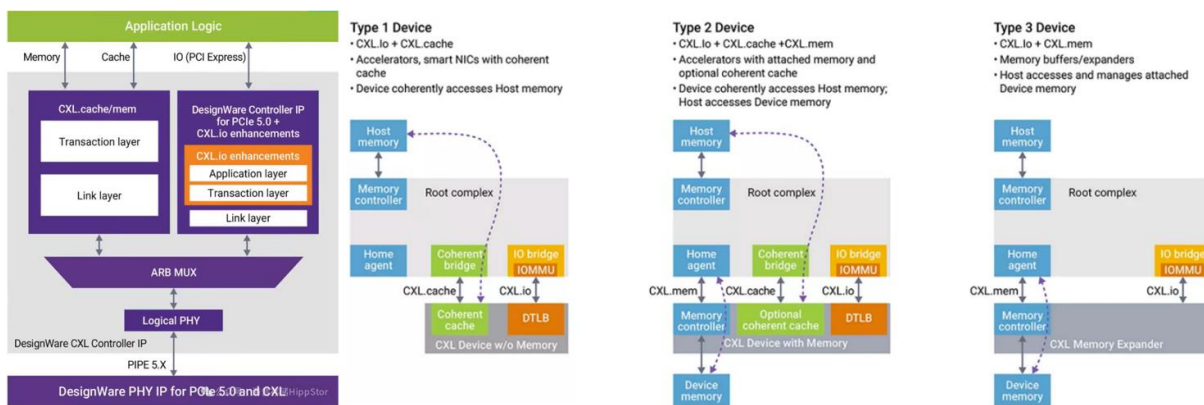 Application Logic
Memory
Cache
IO (PCI Express)
CXL.cache/mem
Transaction layer
Link layer
DesignWare Controller IP
for PCIe 5.0 +
CXL.io enhancements
CXL.io enhancements
Application layer
Transaction layer
Link layer
ARB MUX
Logical PHY
DesignWare CXL Controller IP
PIPE 5.X
DesignWare PHY IP for PCIe 5.0 and CXL
HippStor
Type 1 Device
• CXL.Io + CXL.cache
• Accelerators, smart NICs with coherent
cache
• Device coherently accesses Host memory
Host
memory
Memory
controller
Root complex
Home
agent
Coherent
bridge
IO bridge
IOMMU
CXL.cache
CXL.io
Coherent
cache
DTLB
CXL Device w/o Memory
Type 2 Device
• CXL.Io + CXL.cache +CXL.mem
• Accelerators with attached memory and
optional coherent cache
• Device coherently accesses Host memory;
Host accesses Device memory
Host
memory
Memory
controller
Root complex
Home
agent
Coherent
bridge
IO bridge
IOMMU
CXL.mem
CXL.cache
CXL.io
Memory
controller
Optional
coherent cache
DTLB
CXL Device with Memory
Device
memory
Type 3 Device
• CXL.Io + CXL.mem
• Memory buffers/expanders
• Host accesses and manages attached
Device memory
Host
memory
Memory
controller
Root complex
Home
agent
IO bridge
IOMMU
CXL.mem
CXL.io
Memory
controller
CXL Memory Expander
Device
memory